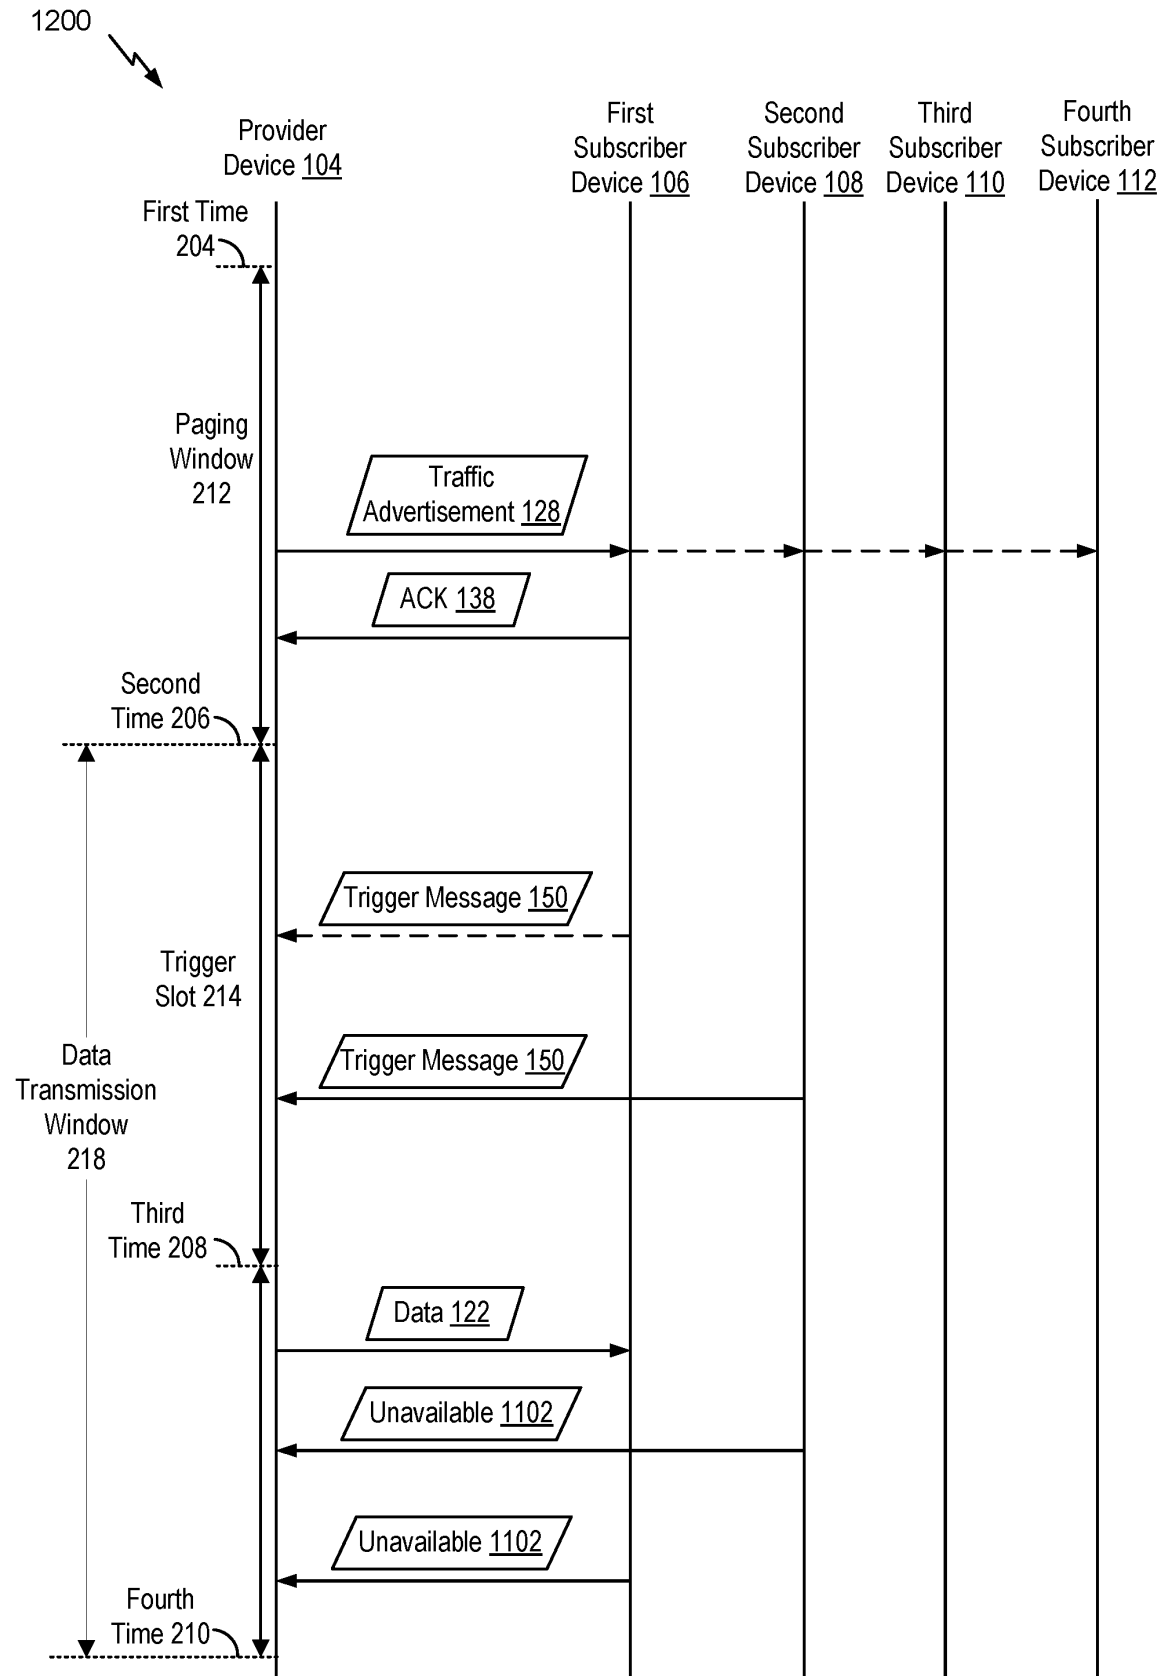 1200
Provider
Device 104
First
Subscriber
Device 106
Second
Subscriber
Device 108
Third
Subscriber
Device 110
Fourth
Subscriber
Device 112
First Time
204
Paging
Window
212
Traffic
Advertisement 128
ACK 138
Second
Time 206
Trigger Message 150
Trigger
Slot 214
Trigger Message 150
Data
Transmission
Window
218
Third
Time 208
Data 122
Unavailable 1102
Unavailable 1102
Fourth
Time 210